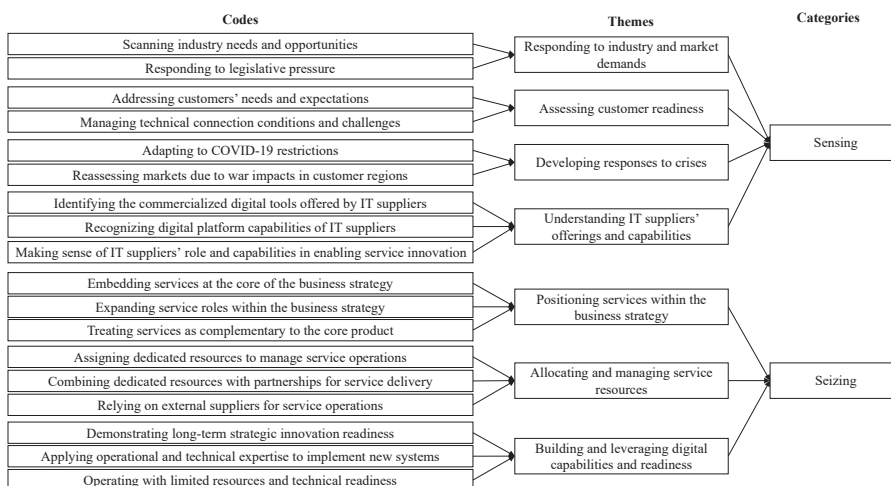 Codes
Themes
Categories
Scanning industry needs and opportunities
Responding to legislative pressure
Responding to industry and market
demands
Addressing customers' needs and expectations
Managing technical connection conditions and challenges
Assessing customer readiness
Adapting to COVID-19 restrictions
Reassessing markets due to war impacts in customer regions
Developing responses to crises
Identifying the commercialized digital tools offered by IT suppliers
Recognizing digital platform capabilities of IT suppliers
Making sense of IT suppliers' role and capabilities in enabling service innovation
Understanding IT suppliers'
offerings and capabilities
Sensing
Embedding services at the core of the business strategy
Expanding service roles within the business strategy
Treating services as complementary to the core product
Positioning services within the
business strategy
Assigning dedicated resources to manage service operations
Combining dedicated resources with partnerships for service delivery
Relying on external suppliers for service operations
Allocating and managing service
resources
Demonstrating long-term strategic innovation readiness
Applying operational and technical expertise to implement new systems
Operating with limited resources and technical readiness
Building and leveraging digital
capabilities and readiness
Seizing